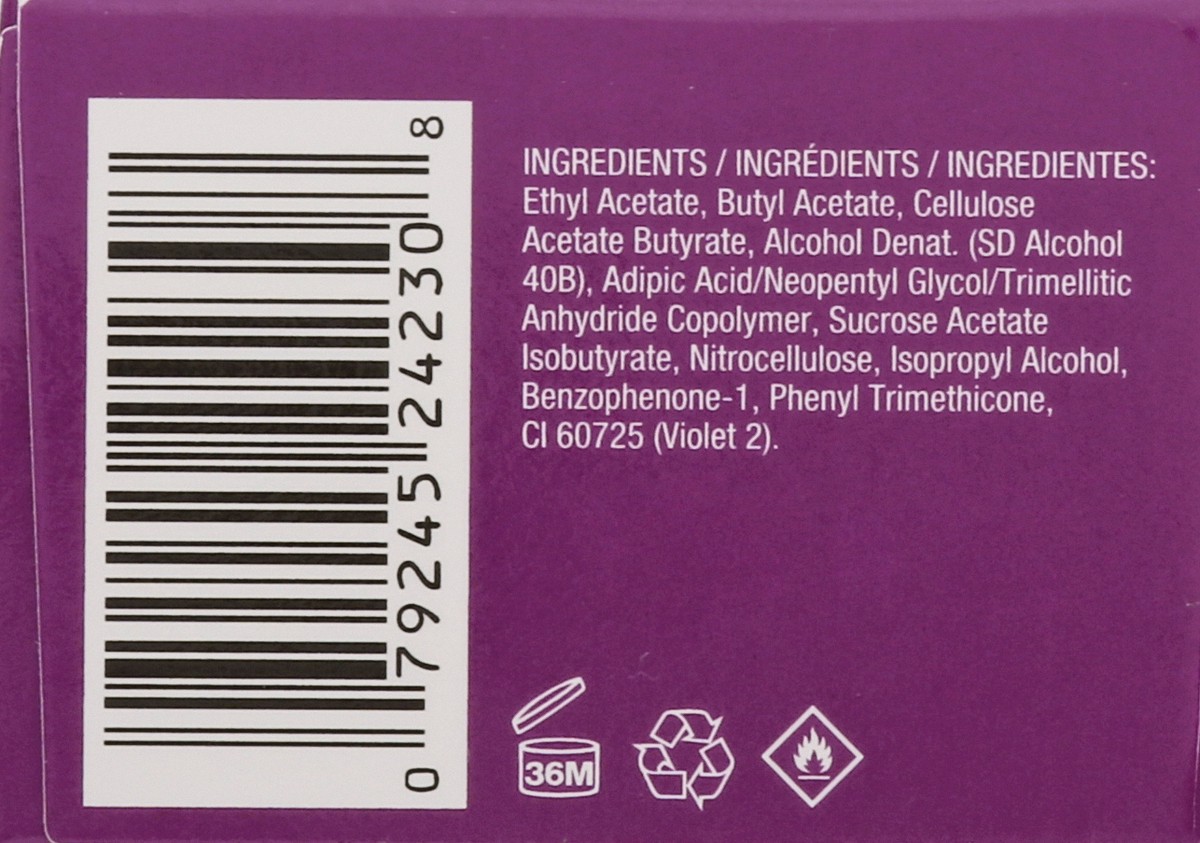 0 79245 24230 8
INGREDIENTS / INGRÉDIENTS / INGREDIENTES:
Ethyl Acetate, Butyl Acetate, Cellulose
Acetate Butyrate, Alcohol Denat. (SD Alcohol
40B), Adipic Acid/Neopentyl Glycol/Trimellitic
Anhydride Copolymer, Sucrose Acetate
Isobutyrate, Nitrocellulose, Isopropyl Alcohol,
Benzophenone-1, Phenyl Trimethicone,
CI 60725 (Violet 2).
36M